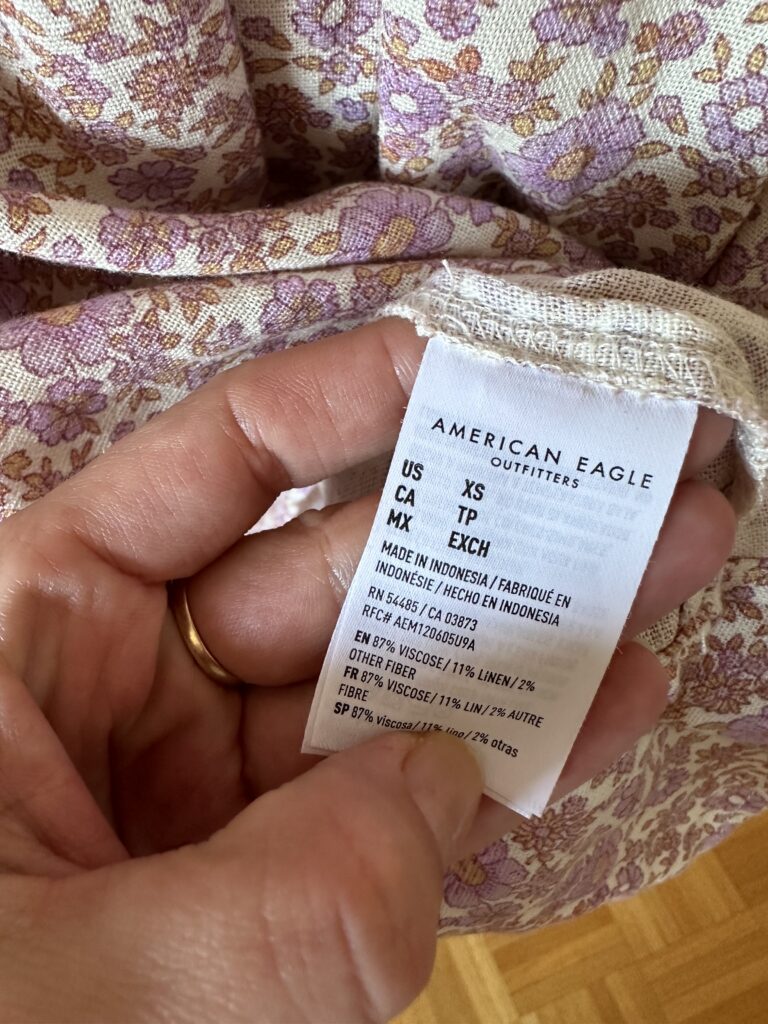 AMERICAN EAGLE
OUTFITTERS
US XS
CA TP
MX EXCH
MADE IN INDONESIA / FABRIQUÉ EN
INDONÉSIE / HECHO EN INDONESIA
RN 54485 / CA 03873
RFC# AEM120605U9A
EN 87% VISCOSE / 11% LINEN / 2%
OTHER FIBER
FR 87% VISCOSE / 11% LIN / 2% AUTRE
FIBRE
SP 87% viscosa / 11% lino / 2% otras